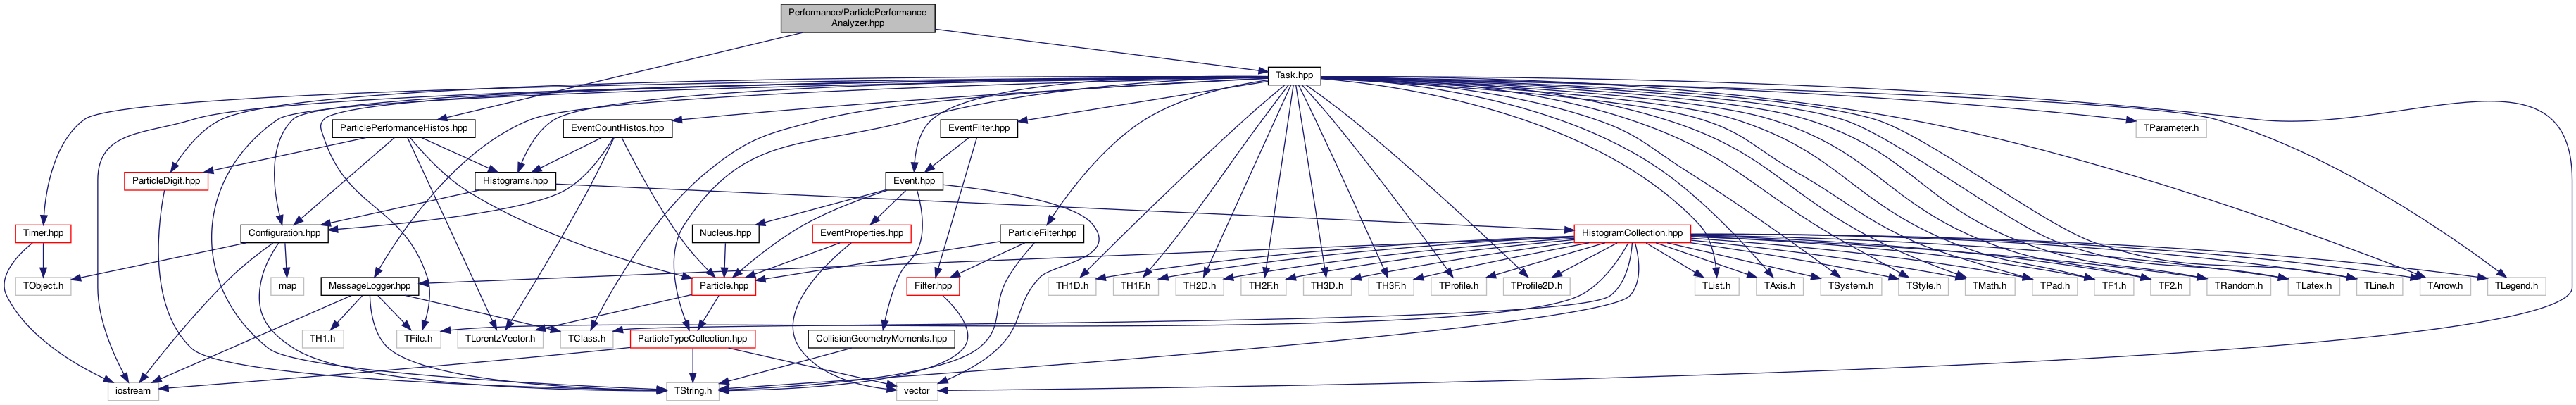 Performance/ParticlePerformance
Analyzer.hpp
Task.hpp
ParticlePerformanceHistos.hpp
EventCountHistos.hpp
EventFilter.hpp
TParameter.h
ParticleDigit.hpp
Histograms.hpp
Event.hpp
Timer.hpp
Configuration.hpp
Nucleus.hpp
EventProperties.hpp
ParticleFilter.hpp
HistogramCollection.hpp
TObject.h
map
MessageLogger.hpp
Particle.hpp
Filter.hpp
TH1D.h
TH1F.h
TH2D.h
TH2F.h
TH3D.h
TH3F.h
TProfile.h
TProfile2D.h
TList.h
TAxis.h
TSystem.h
TStyle.h
TMath.h
TPad.h
TF1.h
TF2.h
TRandom.h
TLatex.h
TLine.h
TArrow.h
TLegend.h
TH1.h
TFile.h
TLorentzVector.h
TClass.h
ParticleTypeCollection.hpp
CollisionGeometryMoments.hpp
iostream
TString.h
vector